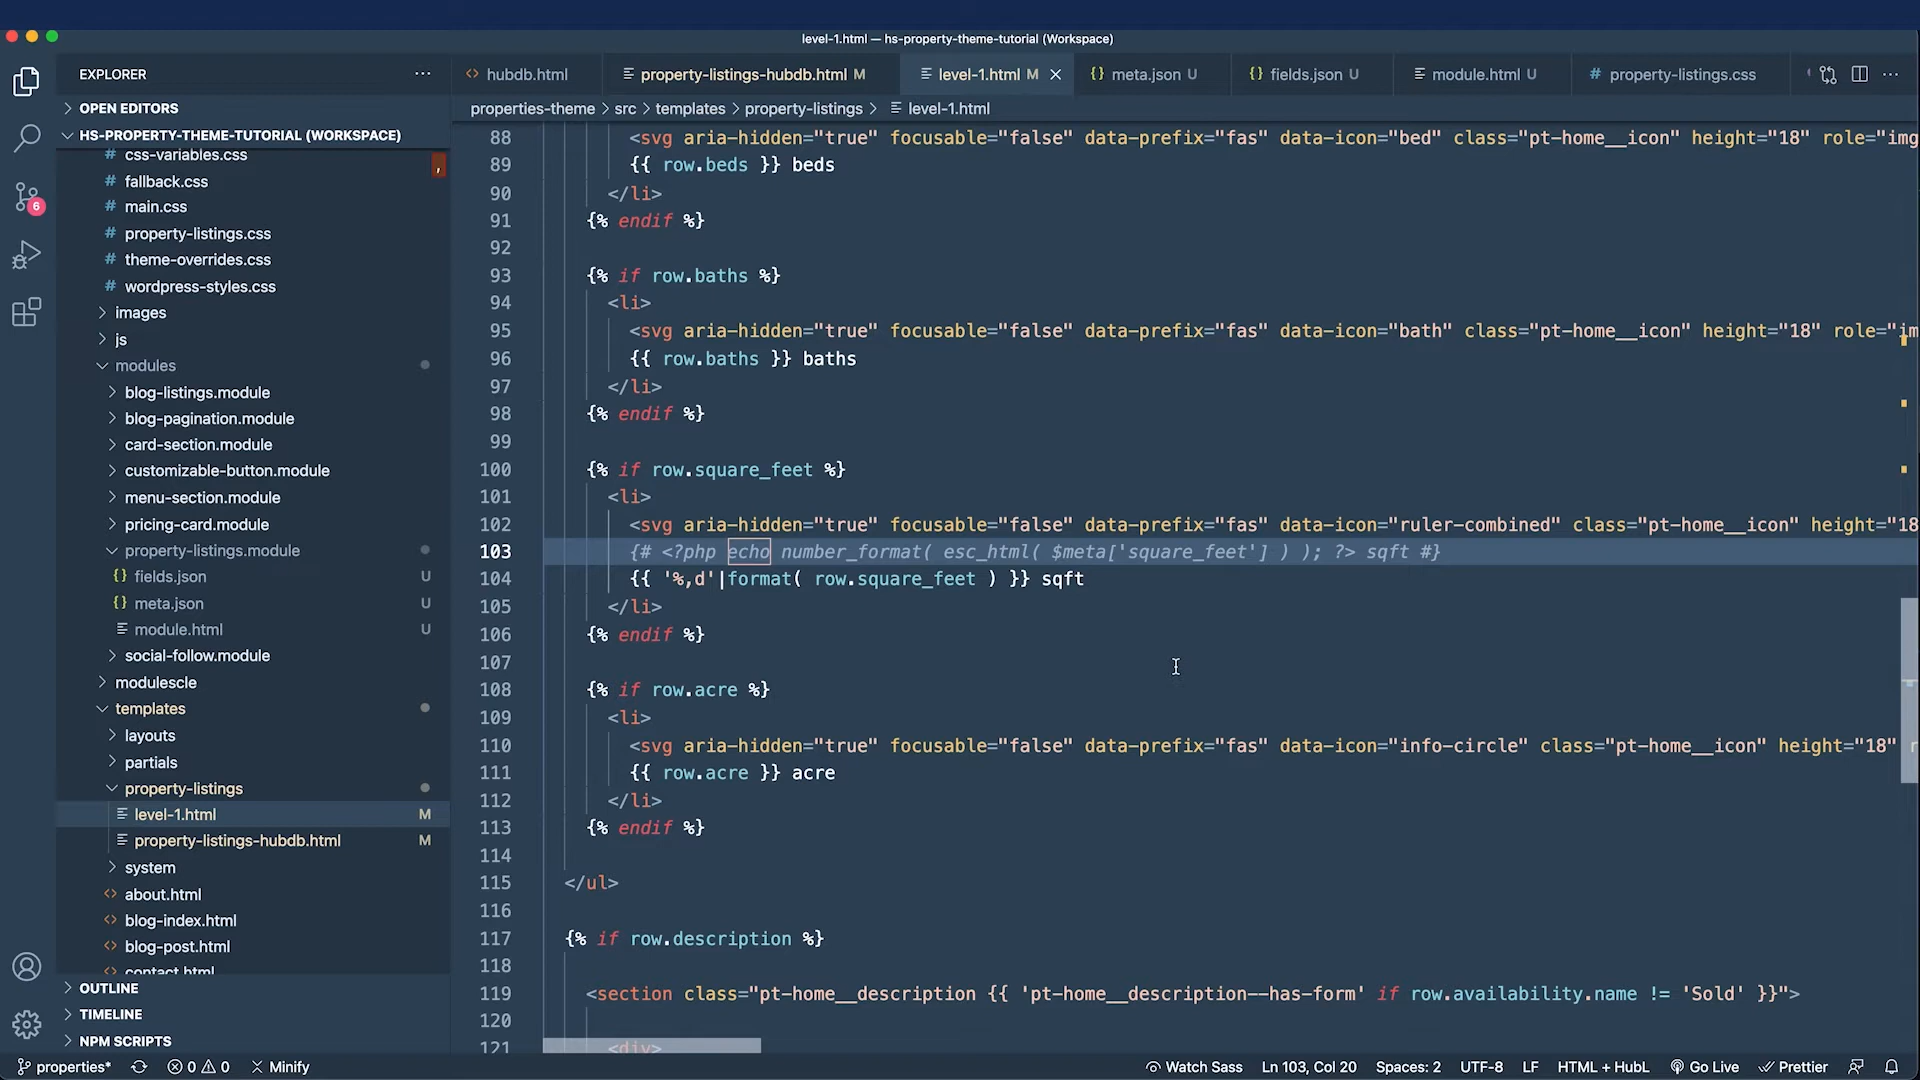 level-1.html — hs-property-theme-tutorial (Workspace)
EXPLORER
OPEN EDITORS
HS-PROPERTY-THEME-TUTORIAL (WORKSPACE)
# css-variables.css
# fallback.css
# main.css
# property-listings.css
# theme-overrides.css
# wordpress-styles.css
images
js
modules
blog-listings.module
blog-pagination.module
card-section.module
customizable-button.module
menu-section.module
pricing-card.module
property-listings.module
{} fields.json U
{} meta.json U
module.html U
social-follow.module
modulescle
templates
layouts
partials
property-listings
level-1.html M
property-listings-hubdb.html M
system
<> about.html
<> blog-index.html
<> blog-post.html
<> contact.html
OUTLINE
TIMELINE
NPM SCRIPTS
6
<> hubdb.html
property-listings-hubdb.html M
level-1.html M
{} meta.json U
{} fields.json U
module.html U
# property-listings.css
properties-theme > src > templates > property-listings > level-1.html
88 <svg aria-hidden="true" focusable="false" data-prefix="fas" data-icon="bed" class="pt-home__icon" height="18" role="img
89 {{ row.beds }} beds
90 </li>
91 {% endif %}
92
93 {% if row.baths %}
94 <li>
95 <svg aria-hidden="true" focusable="false" data-prefix="fas" data-icon="bath" class="pt-home__icon" height="18" role="im
96 {{ row.baths }} baths
97 </li>
98 {% endif %}
99
100 {% if row.square_feet %}
101 <li>
102 <svg aria-hidden="true" focusable="false" data-prefix="fas" data-icon="ruler-combined" class="pt-home__icon" height="18
103 {# <?php echo number_format( esc_html( $meta['square_feet'] ) ); ?> sqft #}
104 {{ '%,d'|format( row.square_feet ) }} sqft
105 </li>
106 {% endif %}
107
108 {% if row.acre %}
109 <li>
110 <svg aria-hidden="true" focusable="false" data-prefix="fas" data-icon="info-circle" class="pt-home__icon" height="18" r
111 {{ row.acre }} acre
112 </li>
113 {% endif %}
114
115 </ul>
116
117 {% if row.description %}
118
119 <section class="pt-home__description {{ 'pt-home__description--has-form' if row.availability.name != 'Sold' }}">
120
121 <div>
properties* 0 0 Minify Watch Sass Ln 103, Col 20 Spaces: 2 UTF-8 LF HTML + HubL Go Live Prettier